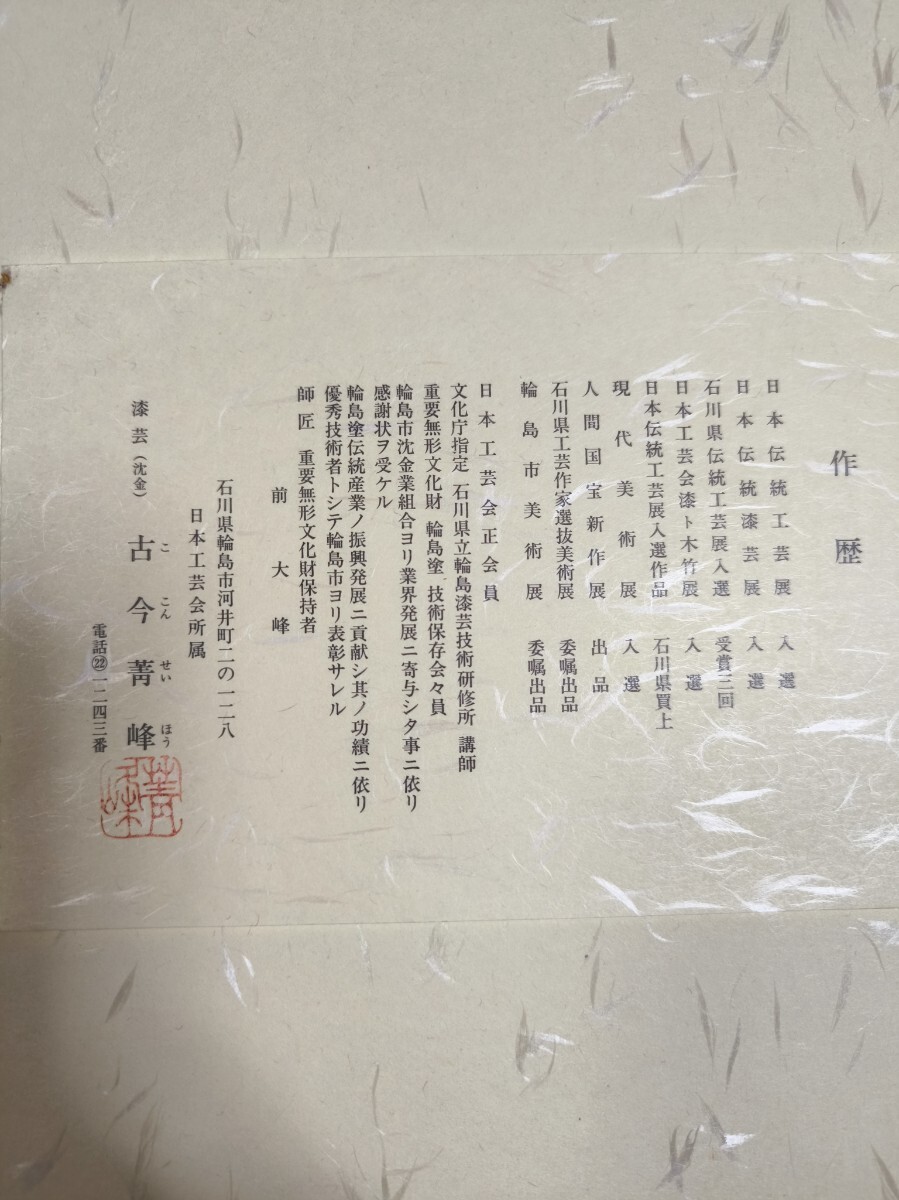 作歴
日本伝統工芸展 入選
日本伝統漆芸展 入選
石川県伝統工芸展入選 受賞三回
日本工芸会漆ト木竹展 入選
日本伝統工芸展入選作品 石川県買上
現代美術展 入選
人間国宝新作展 出品
石川県工芸作家選抜美術展 委嘱出品
輪島市美術展 委嘱出品
日本工芸会正会員
文化庁指定 石川県立輪島漆芸技術研修所 講師
重要無形文化財 輪島塗 技術保存会々員
輪島市沈金業組合ヨリ業界発展ニ寄与シタ事ニ依リ
感謝状ヲ受ケル
輪島塗伝統産業ノ振興発展ニ貢献シ其ノ功績ニ依リ
優秀技術者トシテ輪島市ヨリ表彰サレル
師匠 重要無形文化財保持者
前大峰
石川県輪島市河井町二の一二八
日本工芸会所属
漆芸(沈金) 古今菁峰
ここんせいほう
電話㉒一二四三番
菁峰